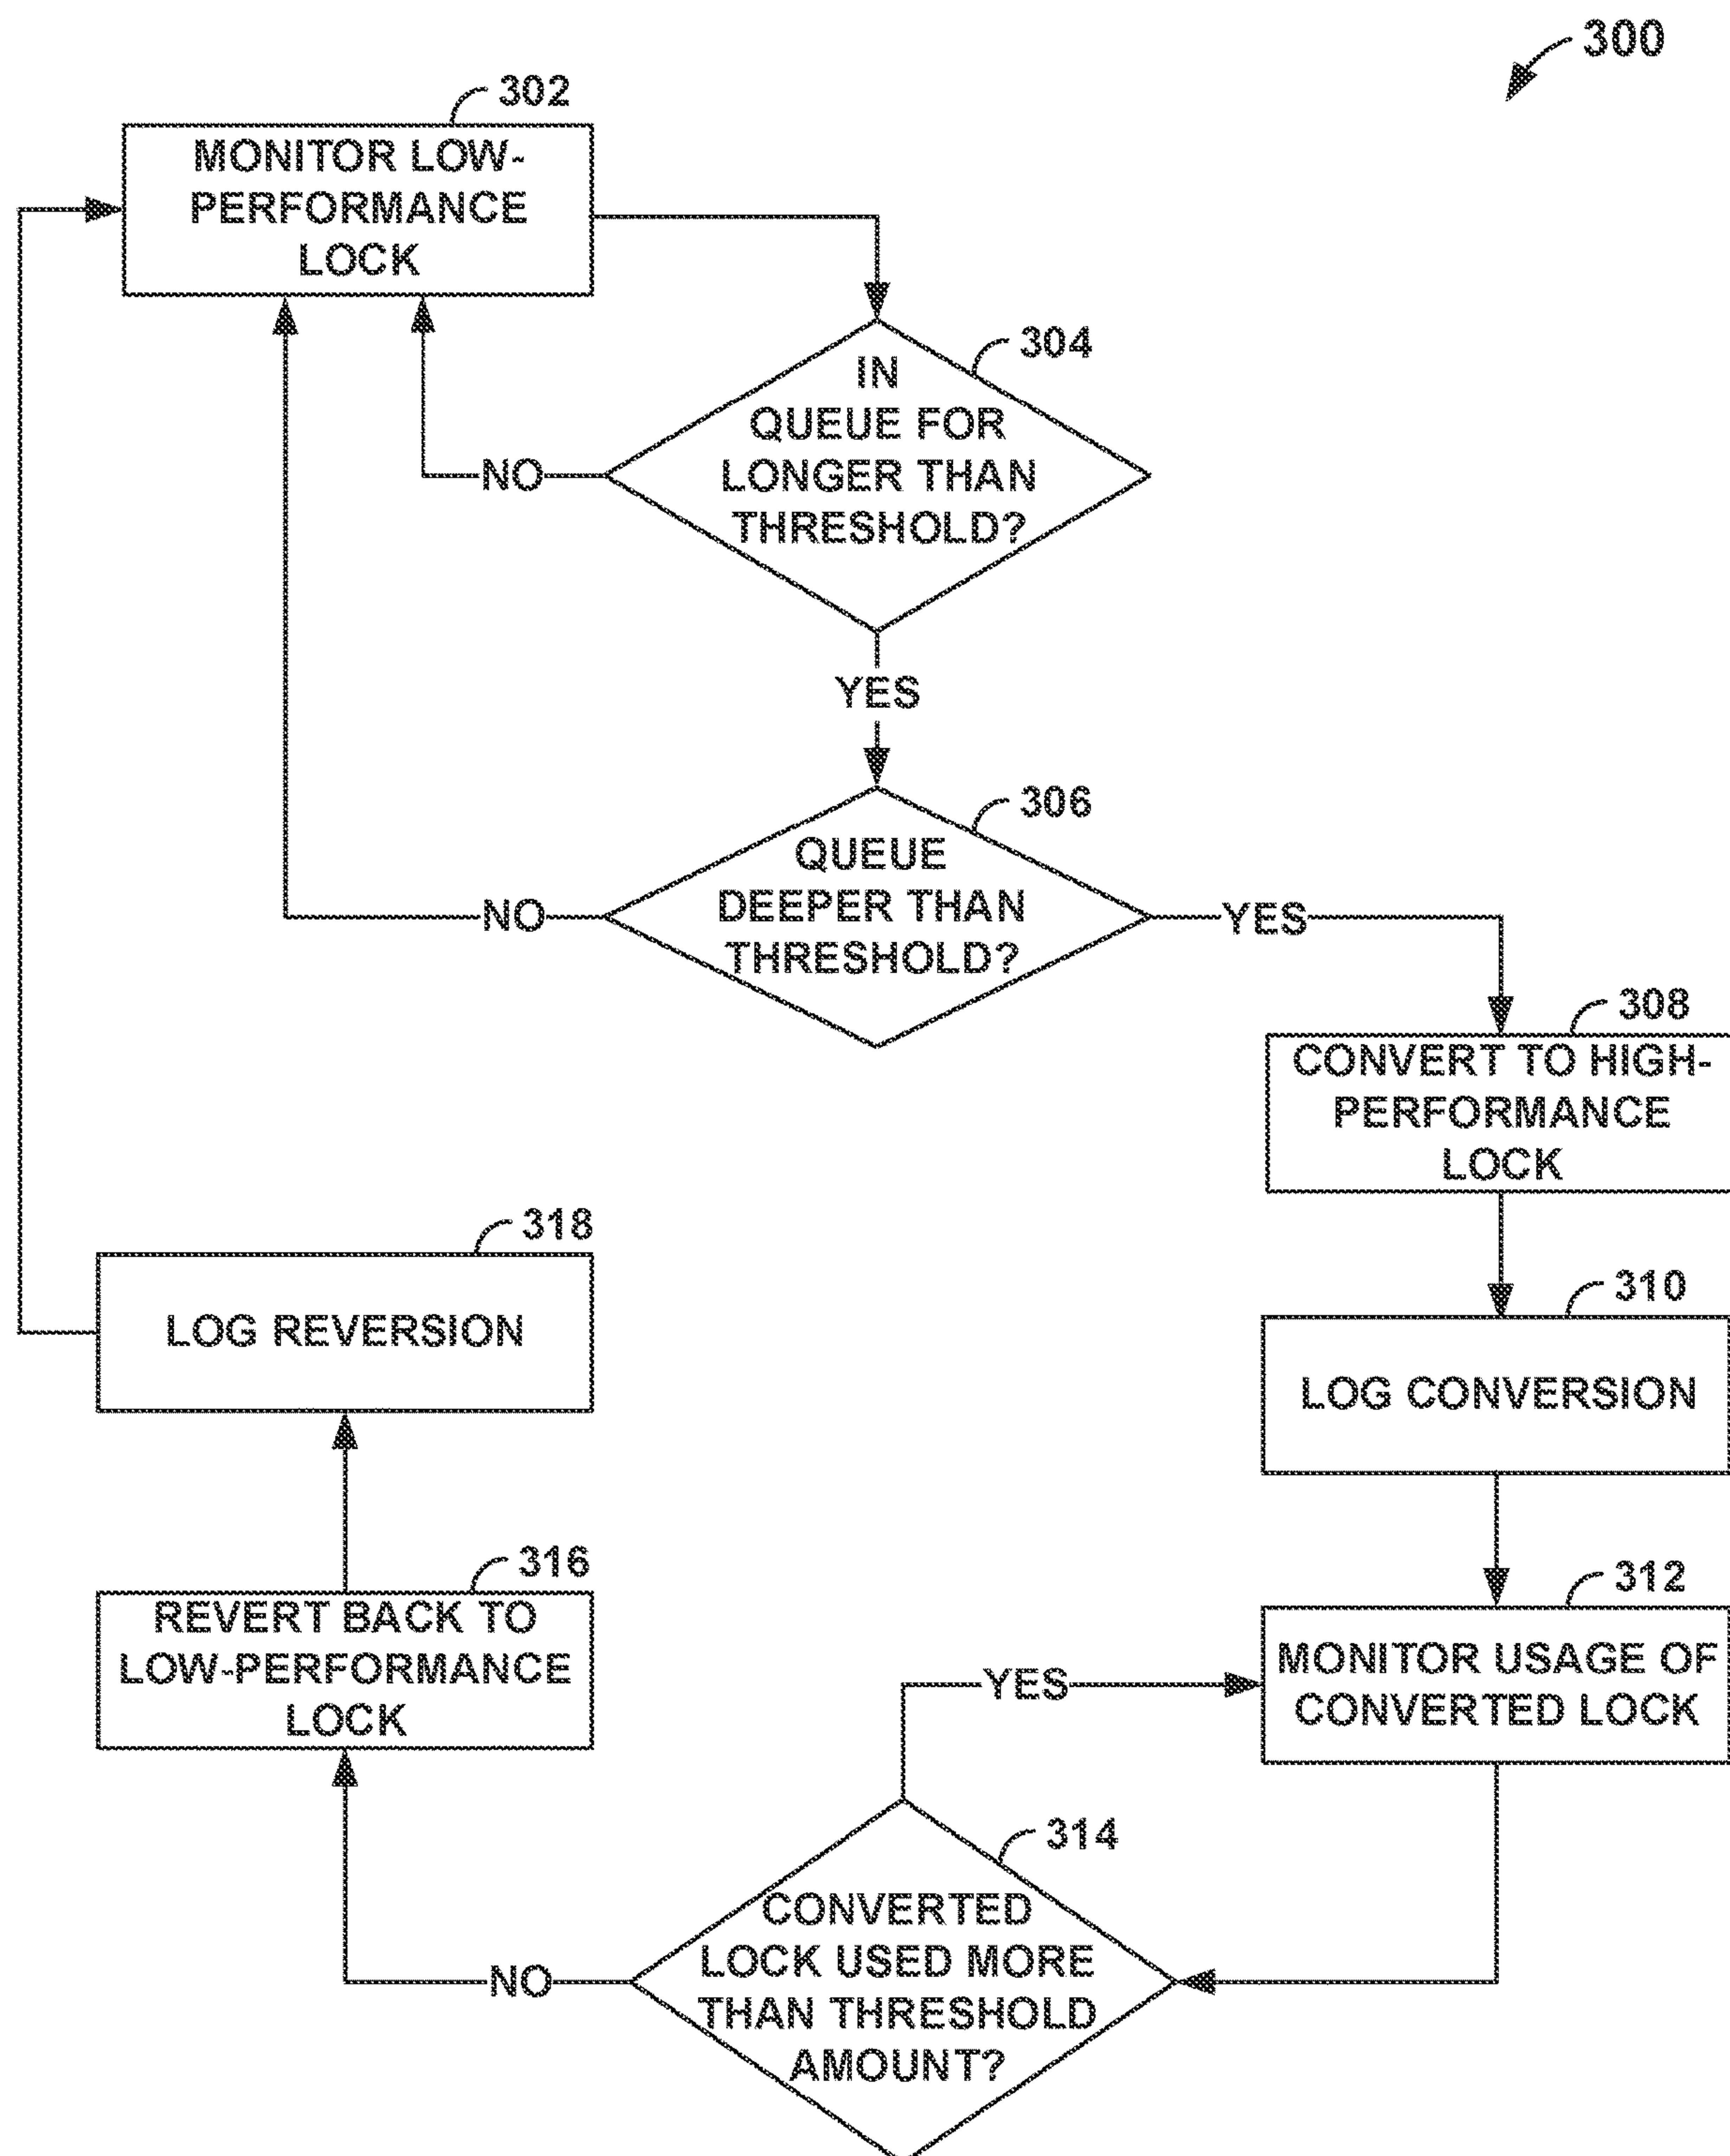 300
302
MONITOR LOW-
PERFORMANCE
LOCK
304
IN
QUEUE FOR
LONGER THAN
THRESHOLD?
NO
YES
306
QUEUE
DEEPER THAN
THRESHOLD?
NO
YES
308
CONVERT TO HIGH-
PERFORMANCE
LOCK
310
LOG CONVERSION
312
MONITOR USAGE OF
CONVERTED LOCK
YES
314
CONVERTED
LOCK USED MORE
THAN THRESHOLD
AMOUNT?
NO
316
REVERT BACK TO
LOW-PERFORMANCE
LOCK
318
LOG REVERSION